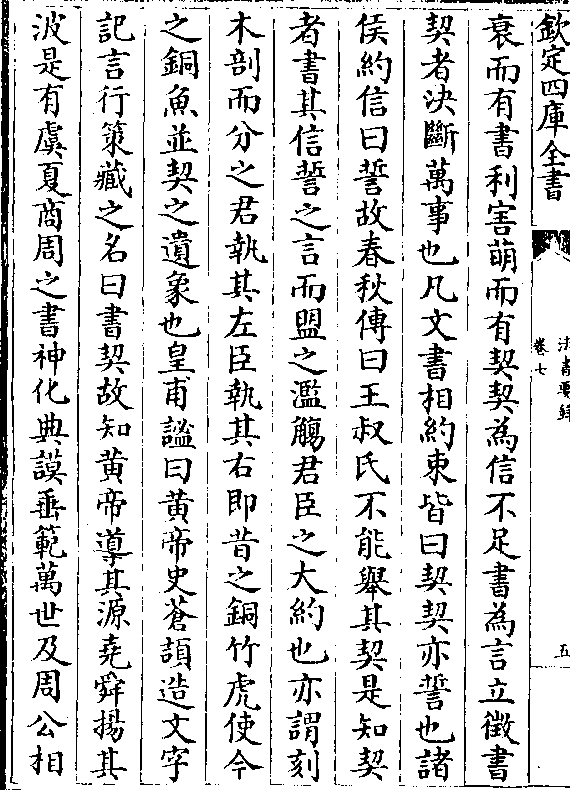 欽定四庫全書
法書要録
卷七
五
衰而有書利害萌而有契契為信不足書為言立徵書
契者決斷萬事也凡文書相約束皆曰契契亦誓也諸
侯約信曰誓故春秋傳曰王叔氏不能舉其契是知契
者書其信誓之言而盟之濫觴君臣之大約也亦謂刻
木剖而分之君執其左臣執其右即昔之銅竹虎使今
之銅魚並契之遺象也皇甫謐曰黄帝史蒼頡造文字
記言行策藏之名曰書契故知黄帝導其源堯舜揚其
波是有虞夏商周之書神化典謨垂範萬世及周公相